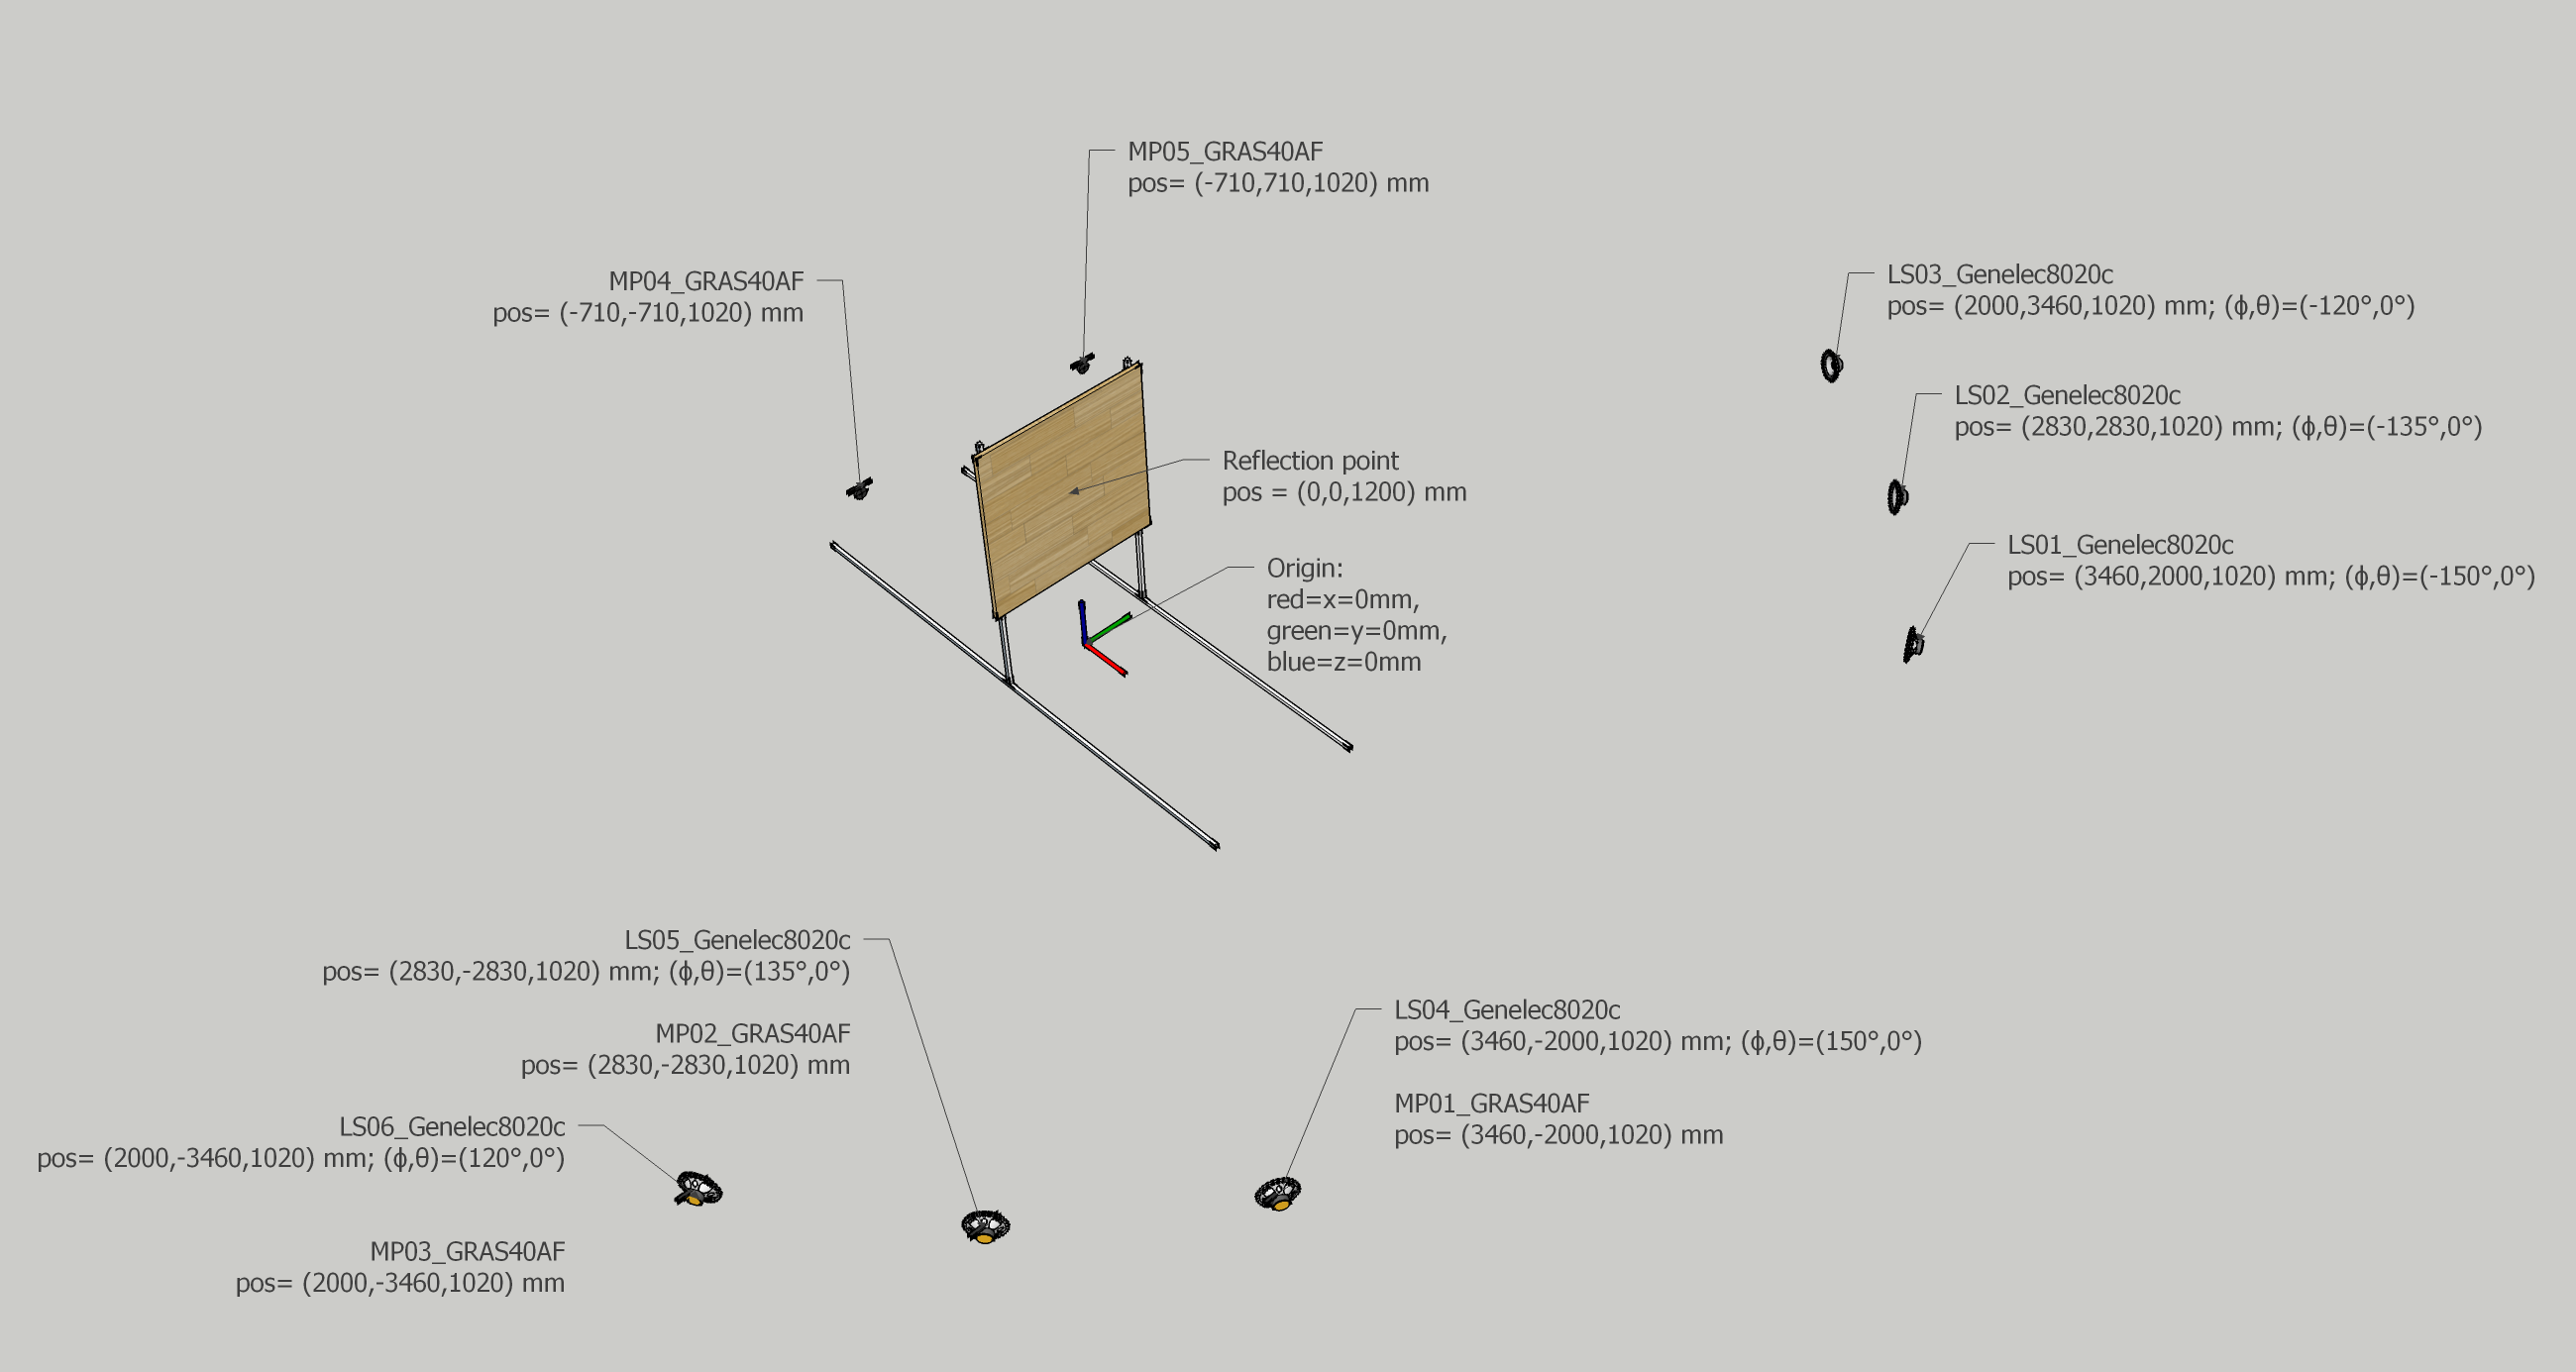 MP05_GRAS40AF
pos= (-710,710,1020) mm
MP04_GRAS40AF
pos= (-710,-710,1020) mm
LS03_Genelec8020c
pos= (2000,3460,1020) mm; (ϕ,θ)=(-120°,0°)
LS02_Genelec8020c
pos= (2830,2830,1020) mm; (ϕ,θ)=(-135°,0°)
Reflection point
pos = (0,0,1200) mm
LS01_Genelec8020c
pos= (3460,2000,1020) mm; (ϕ,θ)=(-150°,0°)
Origin:
red=x=0mm,
green=y=0mm,
blue=z=0mm
LS05_Genelec8020c
pos= (2830,-2830,1020) mm; (ϕ,θ)=(135°,0°)
MP02_GRAS40AF
pos= (2830,-2830,1020) mm
LS04_Genelec8020c
pos= (3460,-2000,1020) mm; (ϕ,θ)=(150°,0°)
MP01_GRAS40AF
pos= (3460,-2000,1020) mm
LS06_Genelec8020c
pos= (2000,-3460,1020) mm; (ϕ,θ)=(120°,0°)
MP03_GRAS40AF
pos= (2000,-3460,1020) mm